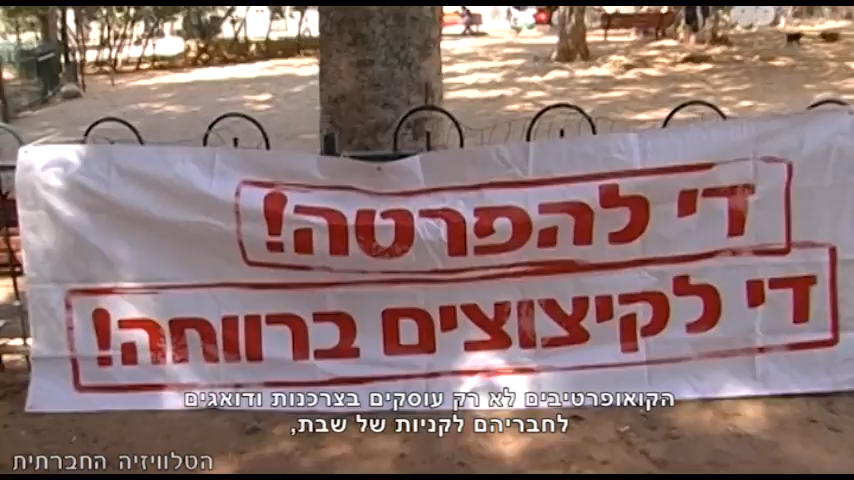 די להפרטה!
די לקיצוצים ברווחה!
הקואופרטיבים לא רק עוסקים בצרכנות ודואגים
לחבריהם לקניות של שבת,
הטלוויזיה החברתית